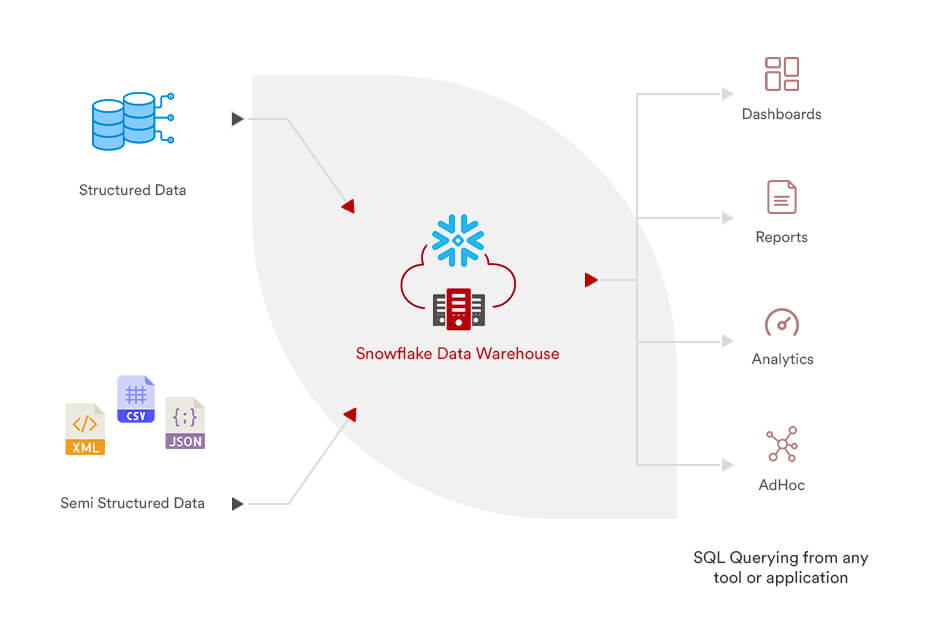 Structured Data
XML
CSV
JSON
Semi Structured Data
Snowflake Data Warehouse
Dashboards
Reports
Analytics
AdHoc
SQL Querying from any
tool or application